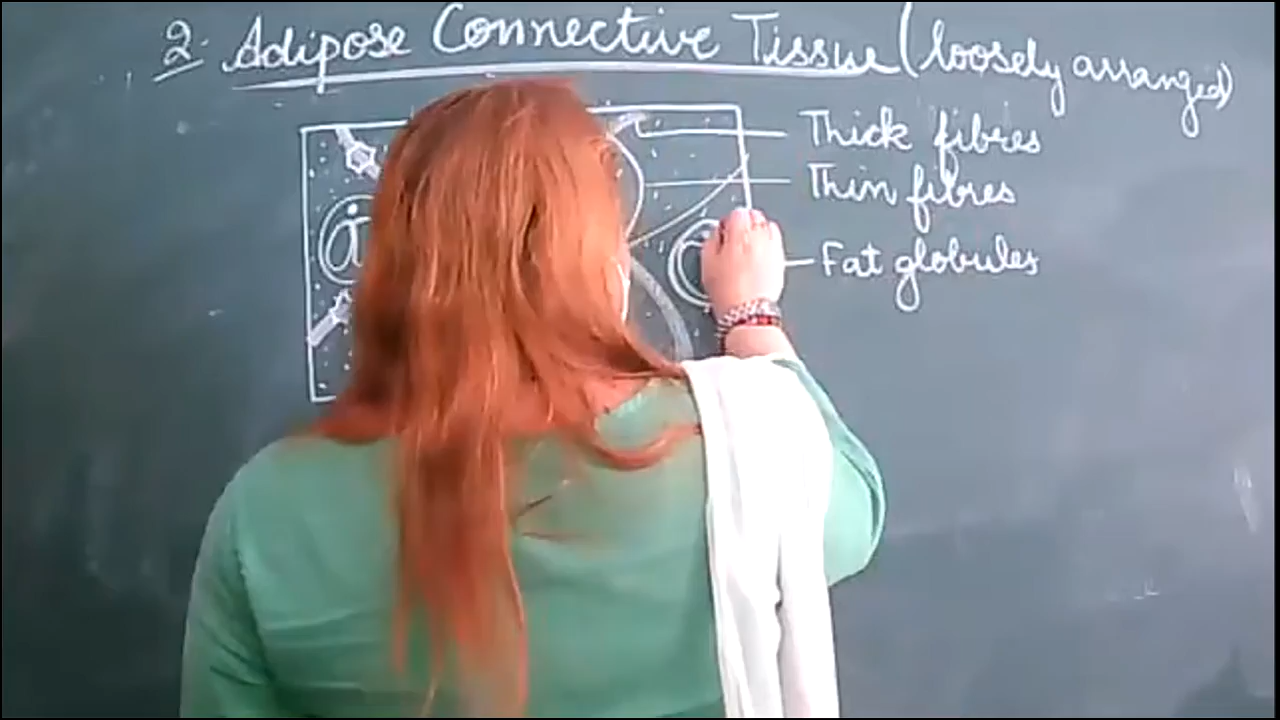 2. Adipose Connective Tissue (loosely arranged)
Thick fibres
Thin fibres
Fat globules